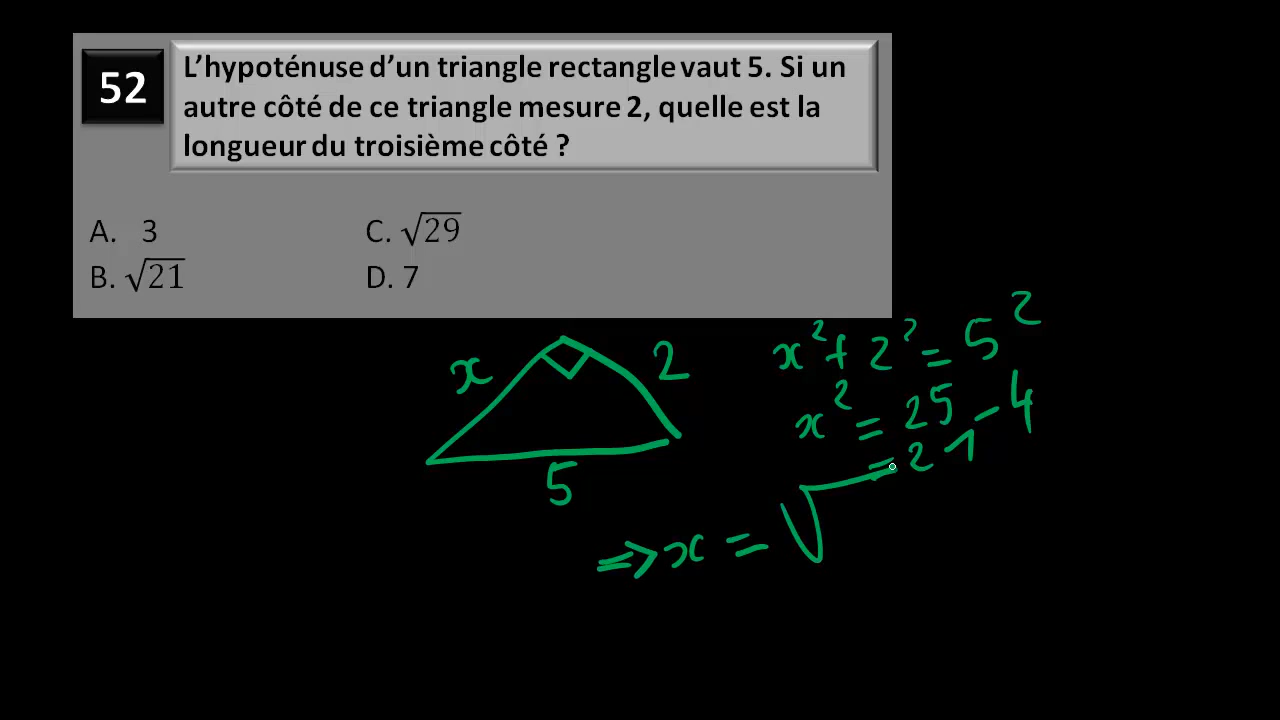 52
L'hypoténuse d'un triangle rectangle vaut 5. Si un
autre côté de ce triangle mesure 2, quelle est la
longueur du troisième côté ?
A. 3
C. √29
B. √21
D. 7
x
2
5
x² + 2² = 5²
x² = 25 - 4
= 21
⇒ x = √